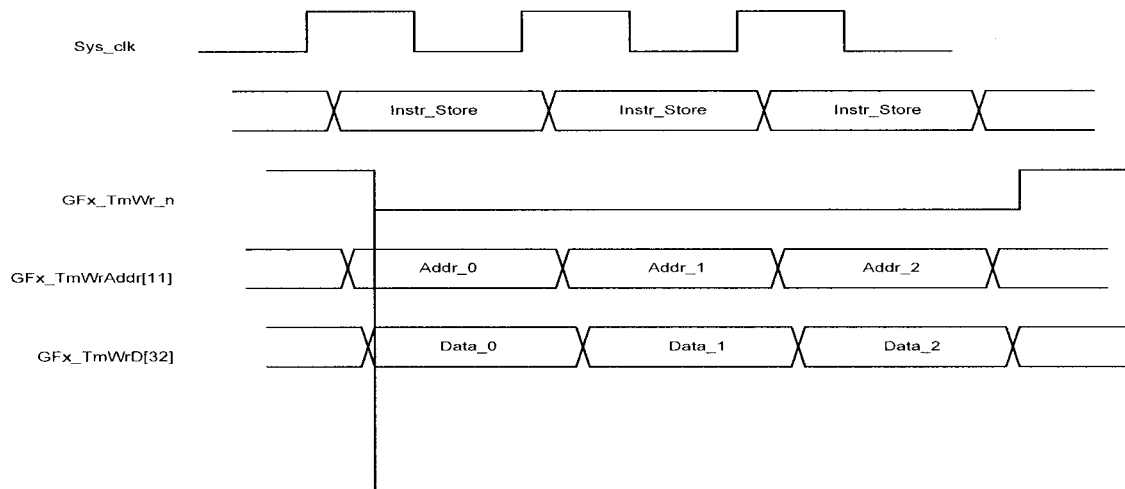 Sys_clk
Instr_Store Instr_Store Instr_Store
GFx_TmWr_n
GFx_TmWrAddr[11] Addr_0 Addr_1 Addr_2
GFx_TmWrD[32] Data_0 Data_1 Data_2